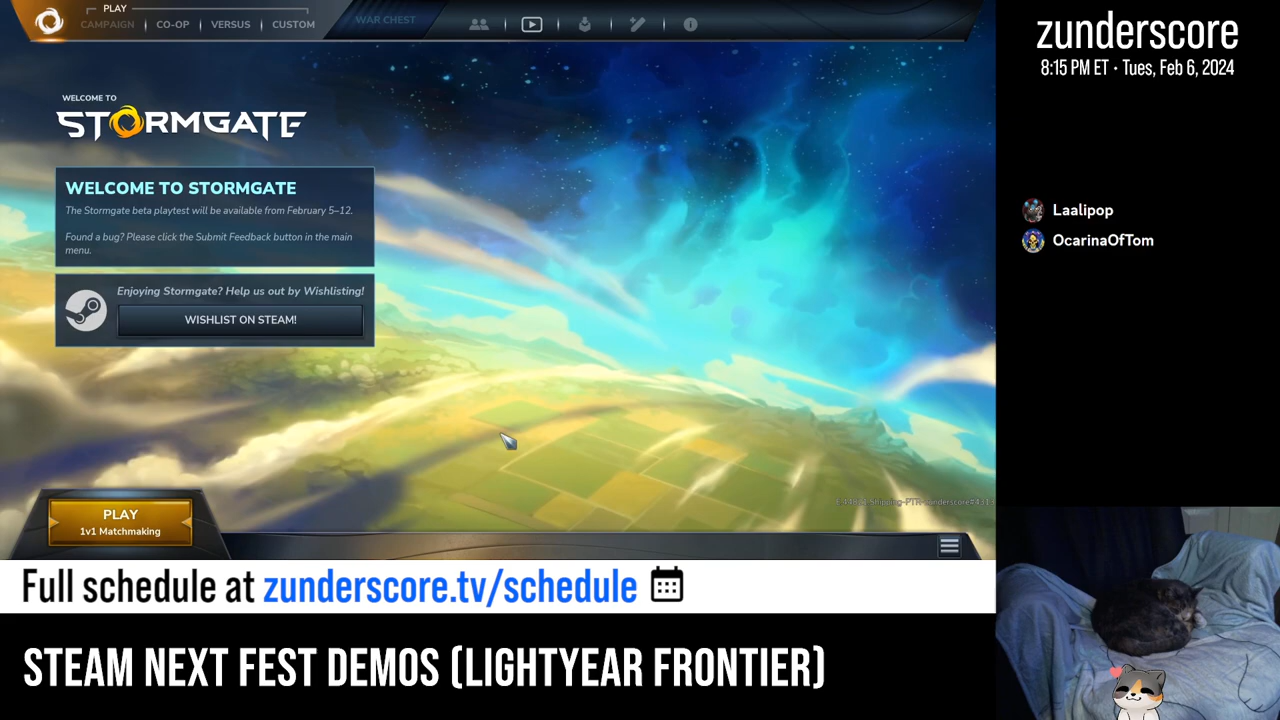 PLAY
CAMPAIGN
CO-OP
VERSUS
CUSTOM
WAR CHEST
WELCOME TO
STORMGATE
WELCOME TO STORMGATE
The Stormgate beta playtest will be available from February 5–12.
Found a bug? Please click the Submit Feedback button in the main
menu.
Enjoying Stormgate? Help us out by Wishlisting!
WISHLIST ON STEAM!
PLAY
1v1 Matchmaking
zunderscore
8:15 PM ET · Tues, Feb 6, 2024
Laalipop
OcarinaOfTom
Full schedule at zunderscore.tv/schedule
STEAM NEXT FEST DEMOS (LIGHTYEAR FRONTIER)